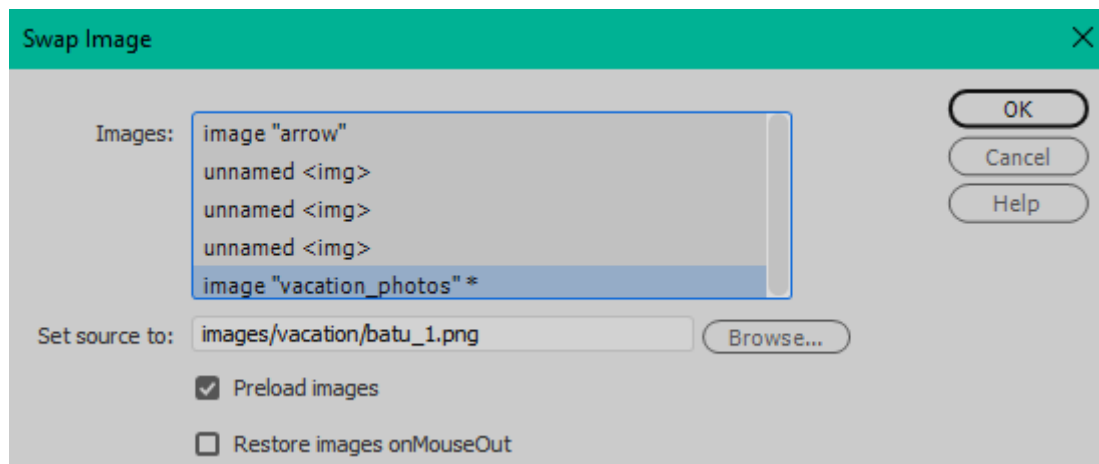 Swap Image
Images:
image "arrow"
unnamed <img>
unnamed <img>
unnamed <img>
image "vacation_photos" *
OK
Cancel
Help
Set source to: images/vacation/batu_1.png Browse...
Preload images
Restore images onMouseOut